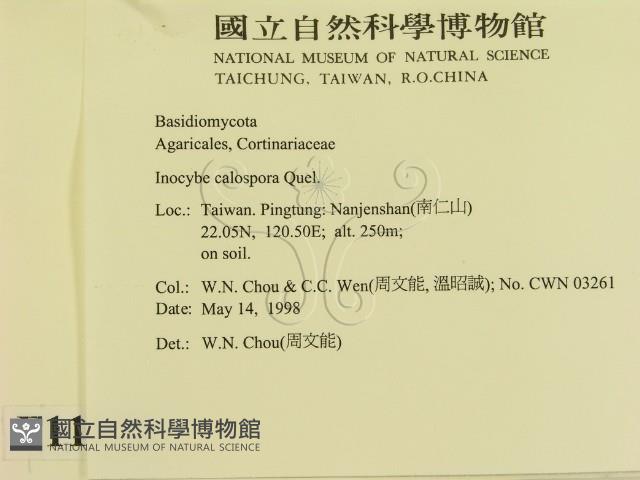 國立自然科學博物館
NATIONAL MUSEUM OF NATURAL SCIENCE
TAICHUNG, TAIWAN, R.O.CHINA
Basidiomycota
Agaricales, Cortinariaceae
Inocybe calospora Quel.
Loc.: Taiwan. Pingtung: Nanjenshan(南仁山)
22.05N, 120.50E; alt. 250m;
on soil.
Col.: W.N. Chou & C.C. Wen(周文能, 溫昭誠); No. CWN 03261
Date: May 14, 1998
Det.: W.N. Chou(周文能)
國立自然科學博物館
NATIONAL MUSEUM OF NATURAL SCIENCE